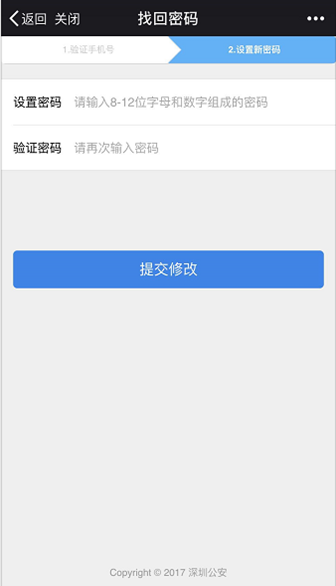 返回 关闭 找回密码
1.验证手机号 2.设置新密码
设置密码 请输入8-12位字母和数字组成的密码
验证密码 请再次输入密码
提交修改
Copyright © 2017 深圳公安